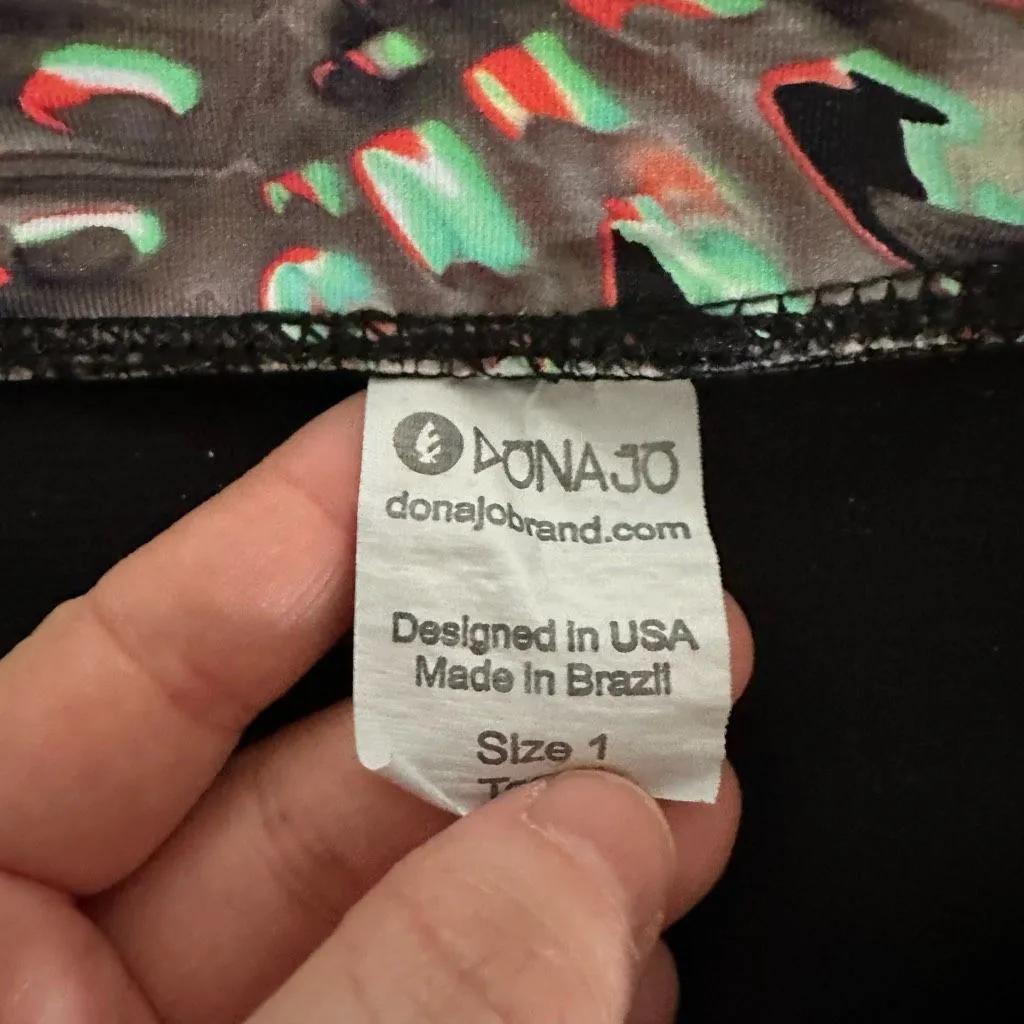 DONAJO
donajobrand.com
Designed in USA
Made in Brazil
Size 1